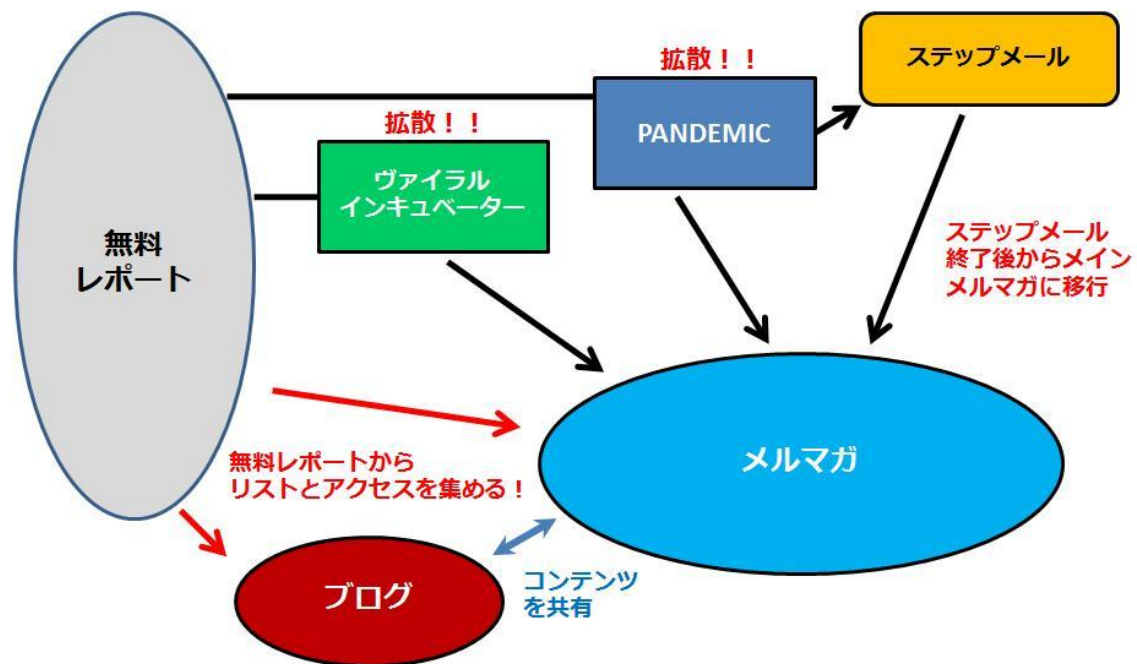 拡散！！
ステップメール
拡散！！
PANDEMIC
ヴァイラル
インキュベーター
無料
レポート
ステップメール
終了後からメイン
メルマガに移行
メルマガ
無料レポートから
リストとアクセスを集める！
ブログ
コンテンツ
を共有